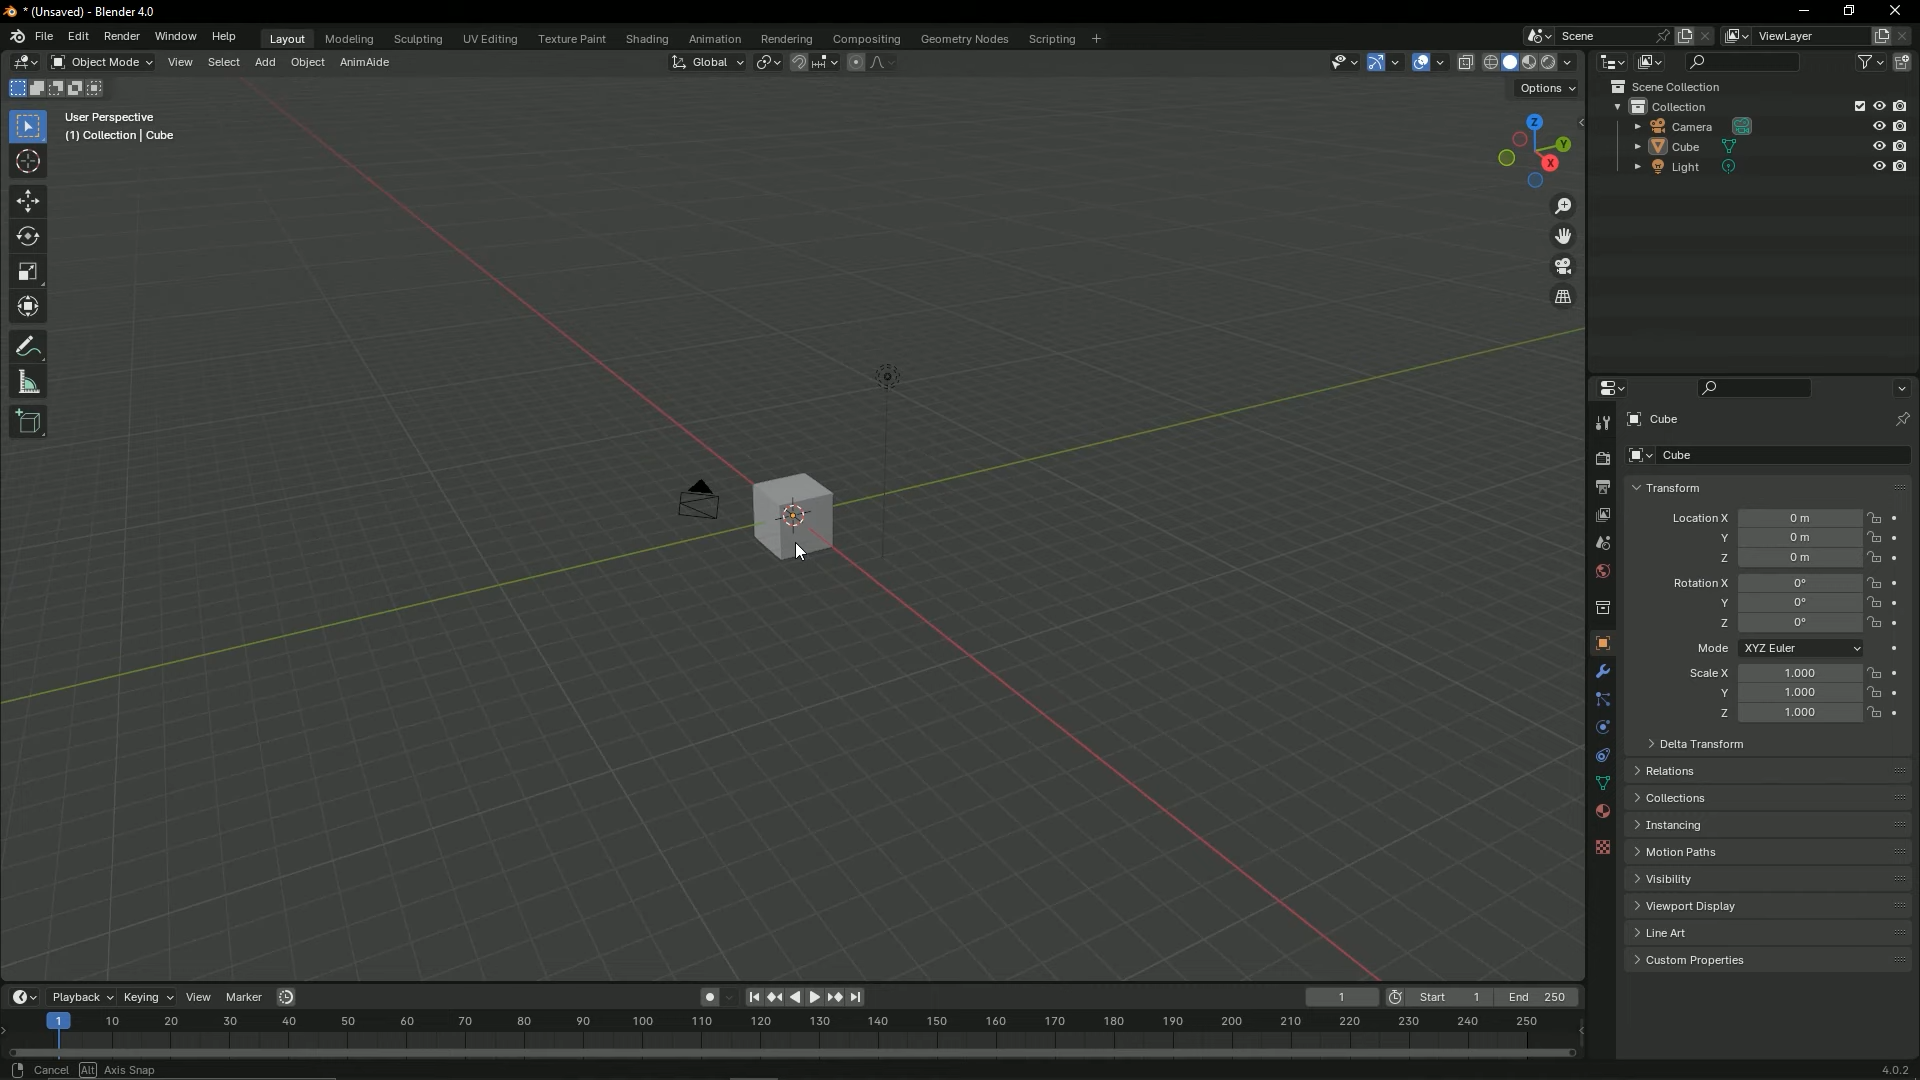 * (Unsaved) - Blender 4.0
File Edit Render Window Help Layout Modeling Sculpting UV Editing Texture Paint Shading Animation Rendering Compositing Geometry Nodes Scripting + Scene ViewLayer
Object Mode View Select Add Object AnimAide Global
Options
User Perspective
(1) Collection | Cube
Z
Y
X
Scene Collection
Collection
Camera
Cube
Light
Cube
Cube
Transform
Location X 0 m
Y 0 m
Z 0 m
Rotation X 0°
Y 0°
Z 0°
Mode XYZ Euler
Scale X 1.000
Y 1.000
Z 1.000
Delta Transform
Relations
Collections
Instancing
Motion Paths
Visibility
Viewport Display
Line Art
Custom Properties
Playback Keying View Marker 1 Start 1 End 250
1 10 20 30 40 50 60 70 80 90 100 110 120 130 140 150 160 170 180 190 200 210 220 230 240 250
Cancel Alt Axis Snap 4.0.2